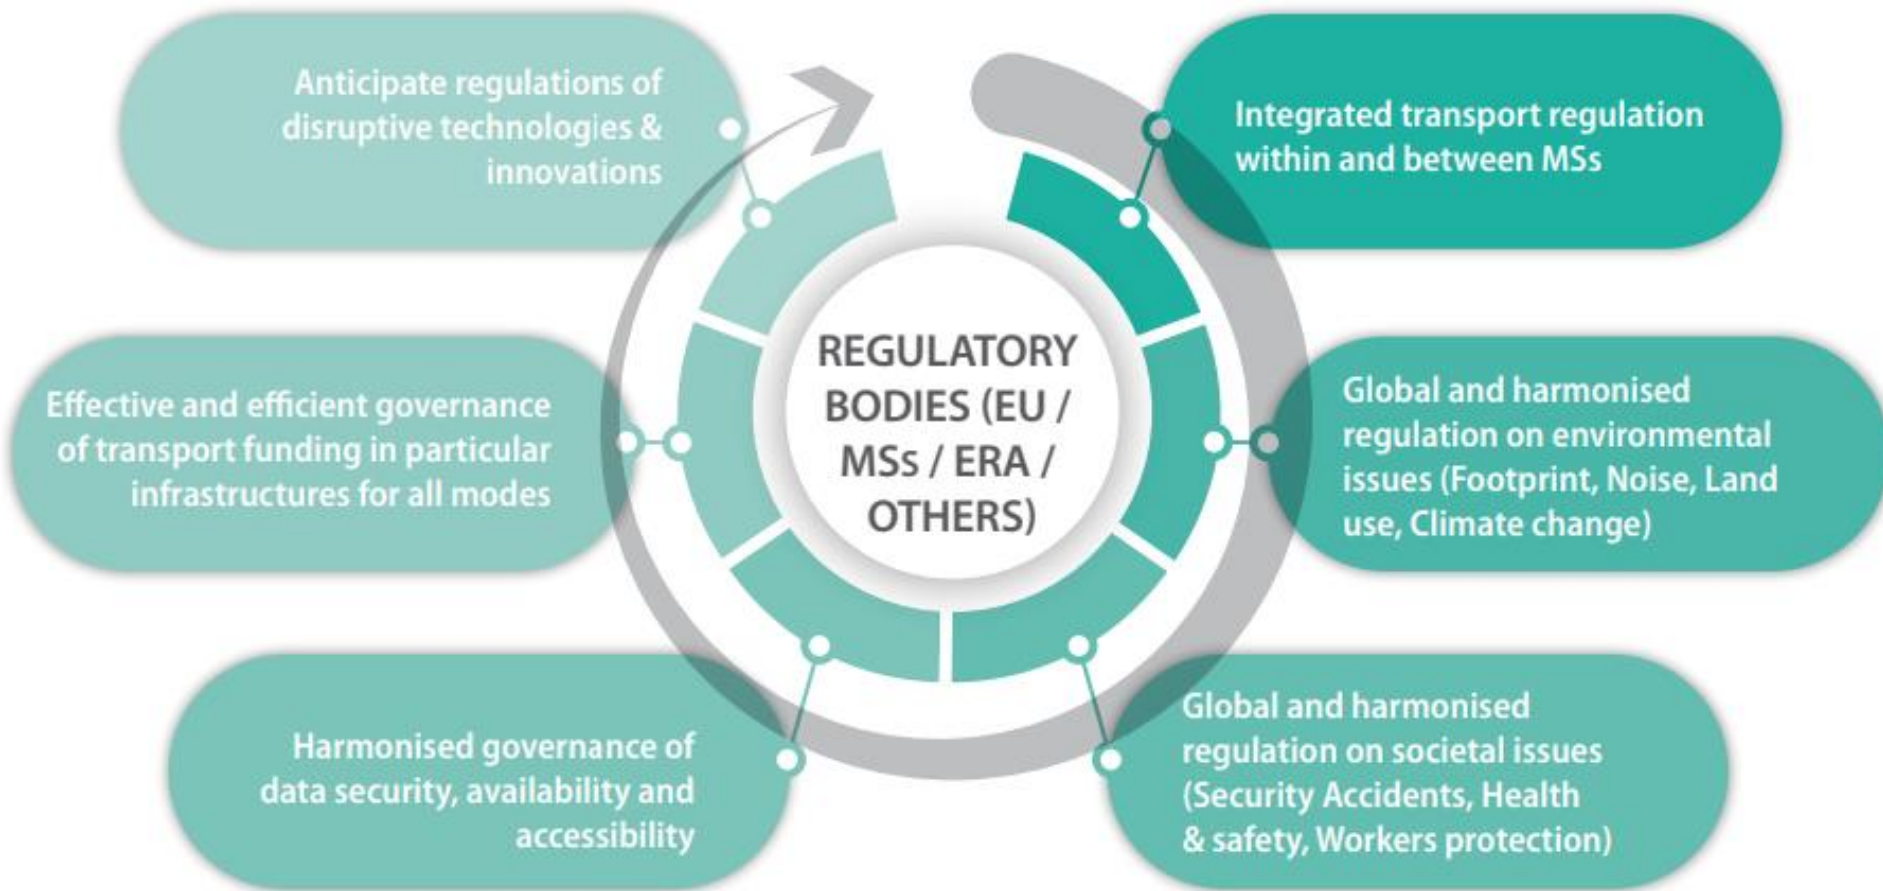 Anticipate regulations of
disruptive technologies &
innovations
Integrated transport regulation
within and between MSs
Effective and efficient governance
of transport funding in particular
infrastructures for all modes
REGULATORY
BODIES (EU /
MSs / ERA /
OTHERS)
Global and harmonised
regulation on environmental
issues (Footprint, Noise, Land
use, Climate change)
Harmonised governance of
data security, availability and
accessibility
Global and harmonised
regulation on societal issues
(Security Accidents, Health
& safety, Workers protection)